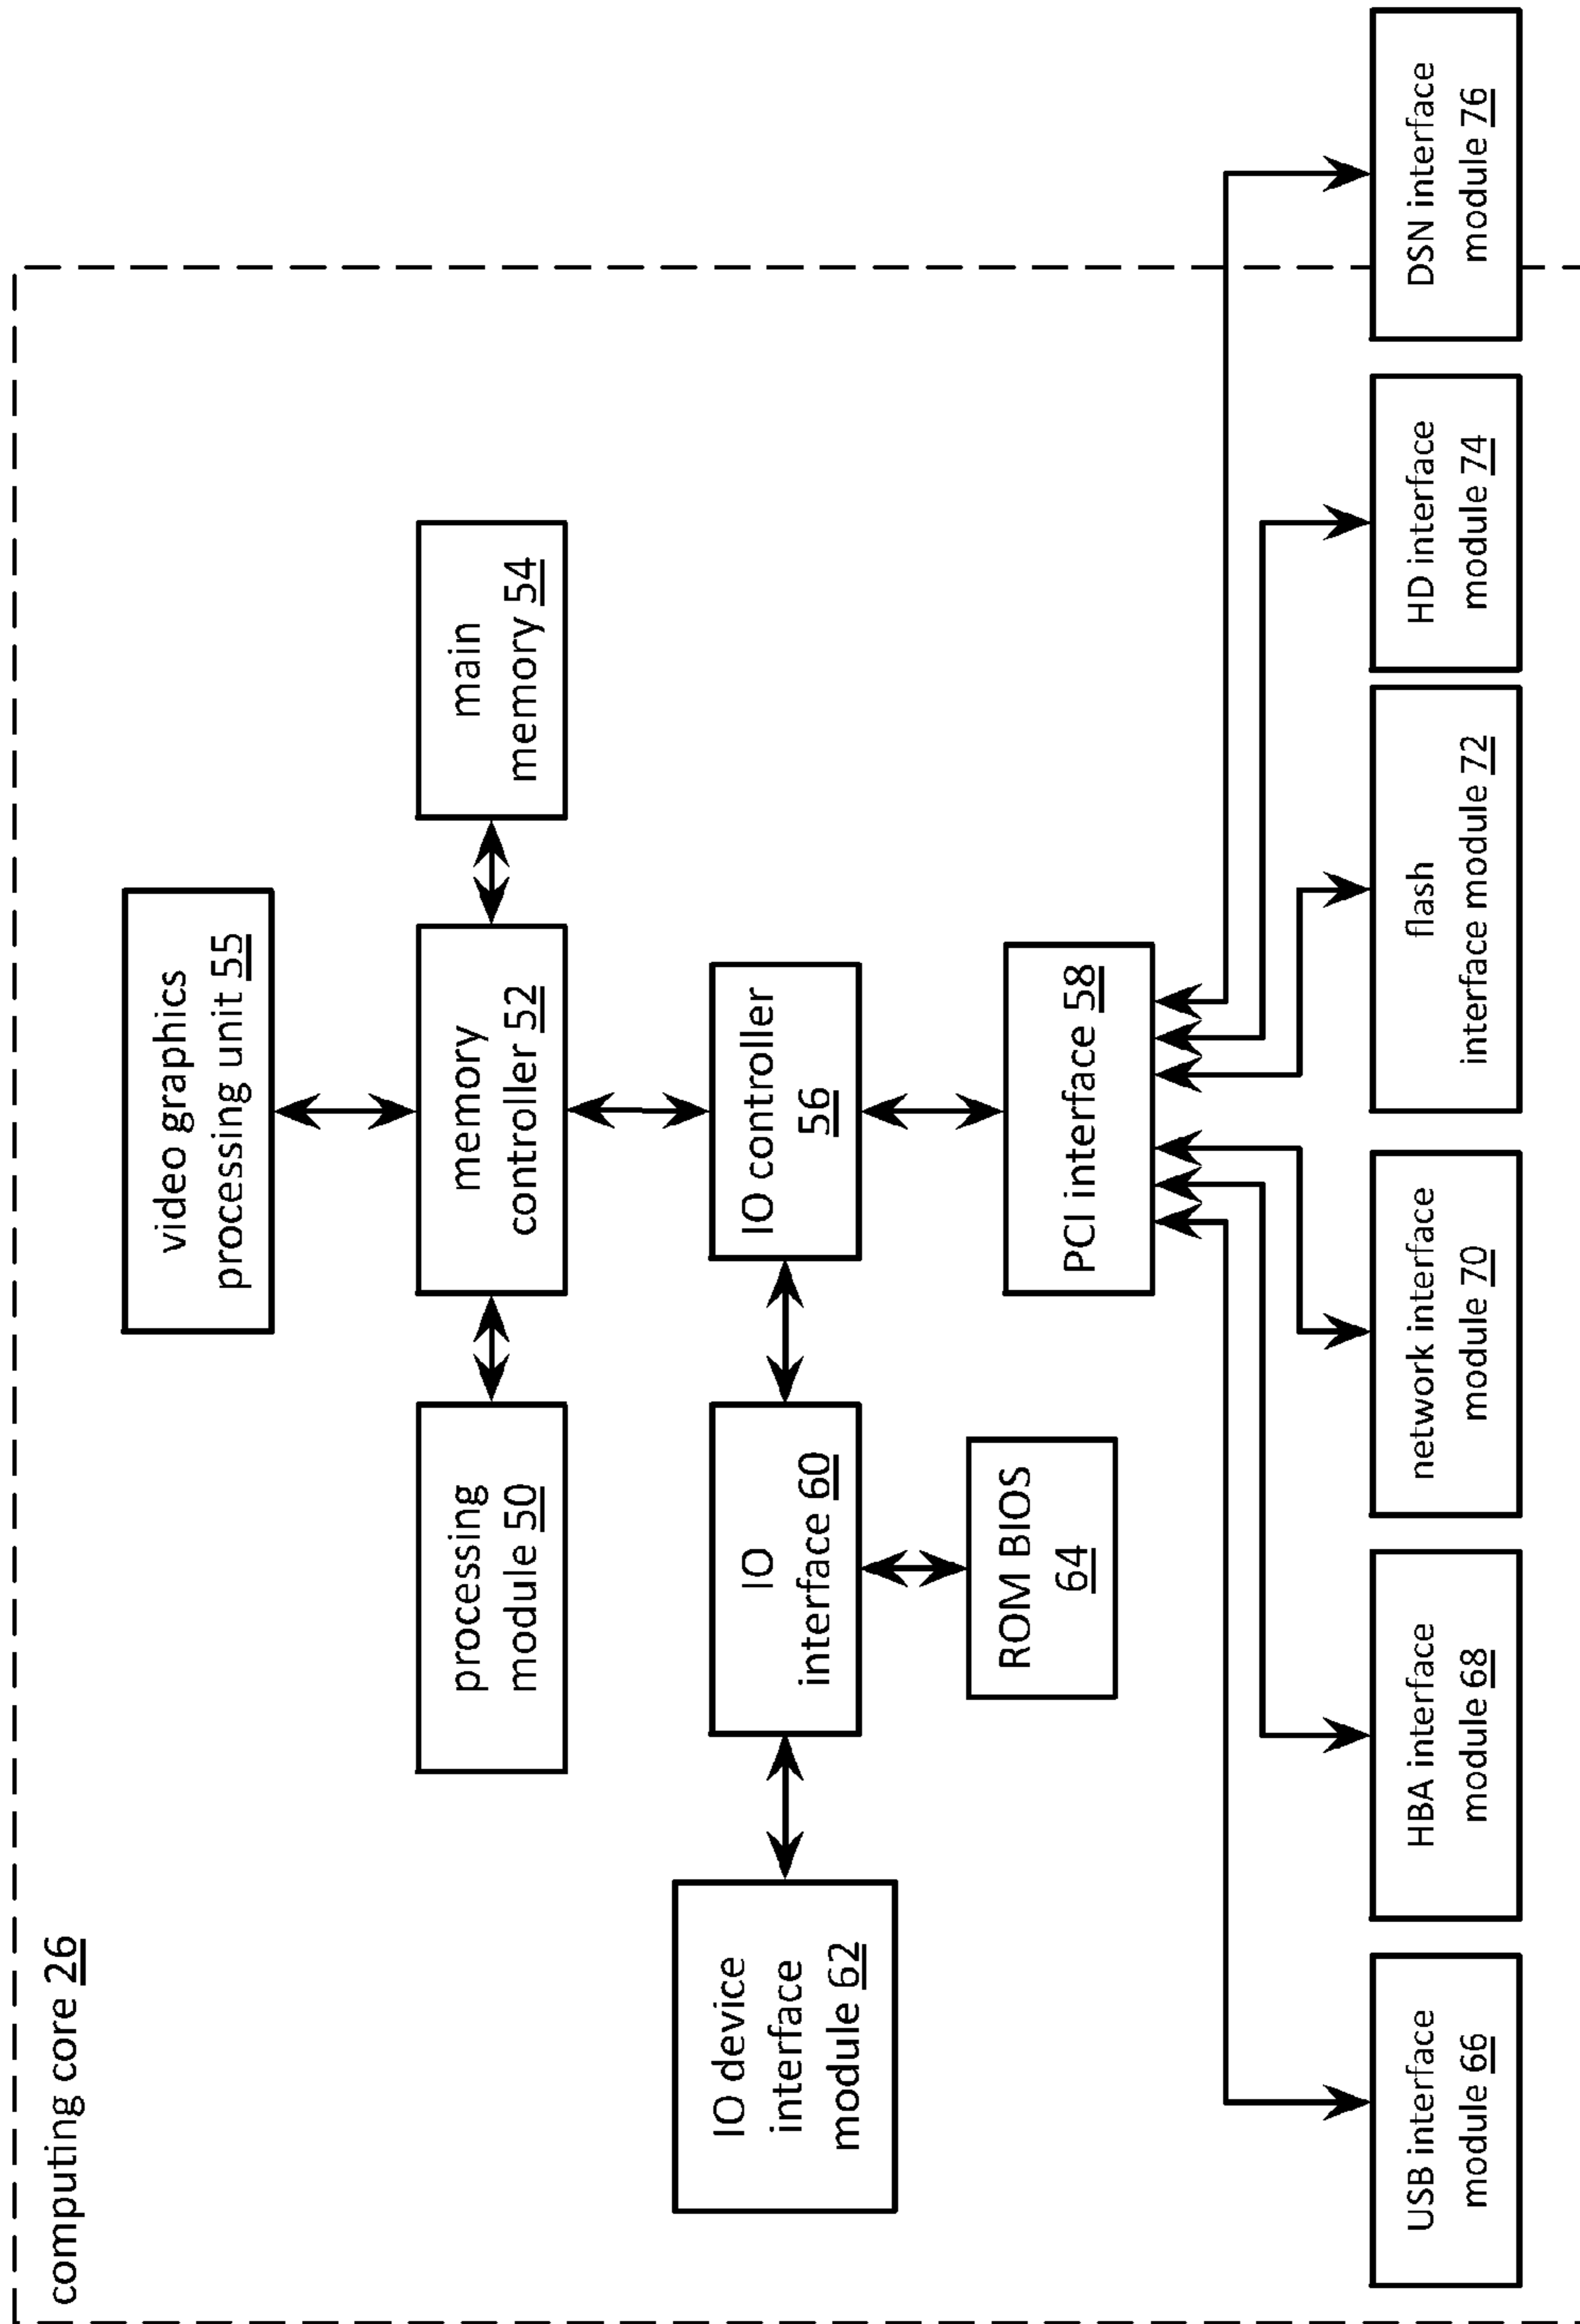 computing core 26
video graphics
processing unit 55
processing
module 50
memory
controller 52
main
memory 54
IO device
interface
module 62
IO
interface 60
IO controller
56
ROM BIOS
64
PCI interface 58
USB interface
module 66
HBA interface
module 68
network interface
module 70
flash
interface module 72
HD interface
module 74
DSN interface
module 76